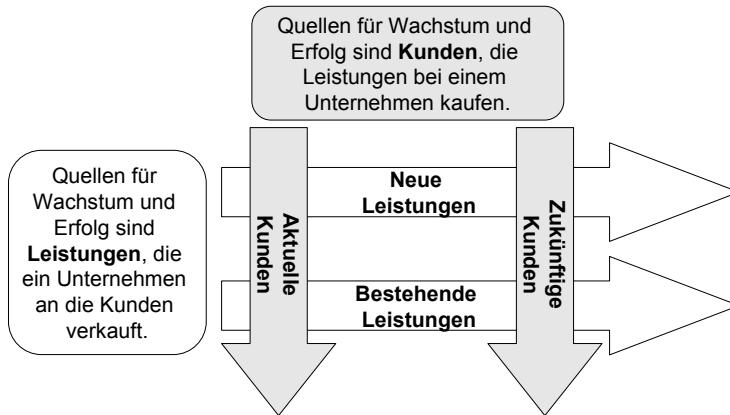 Quellen für Wachstum und
Erfolg sind Kunden, die
Leistungen bei einem
Unternehmen kaufen.
Quellen für
Wachstum und
Erfolg sind
Leistungen, die
ein Unternehmen
an die Kunden
verkauft.
Aktuelle
Kunden
Neue
Leistungen
Bestehende
Leistungen
Zukünftige
Kunden